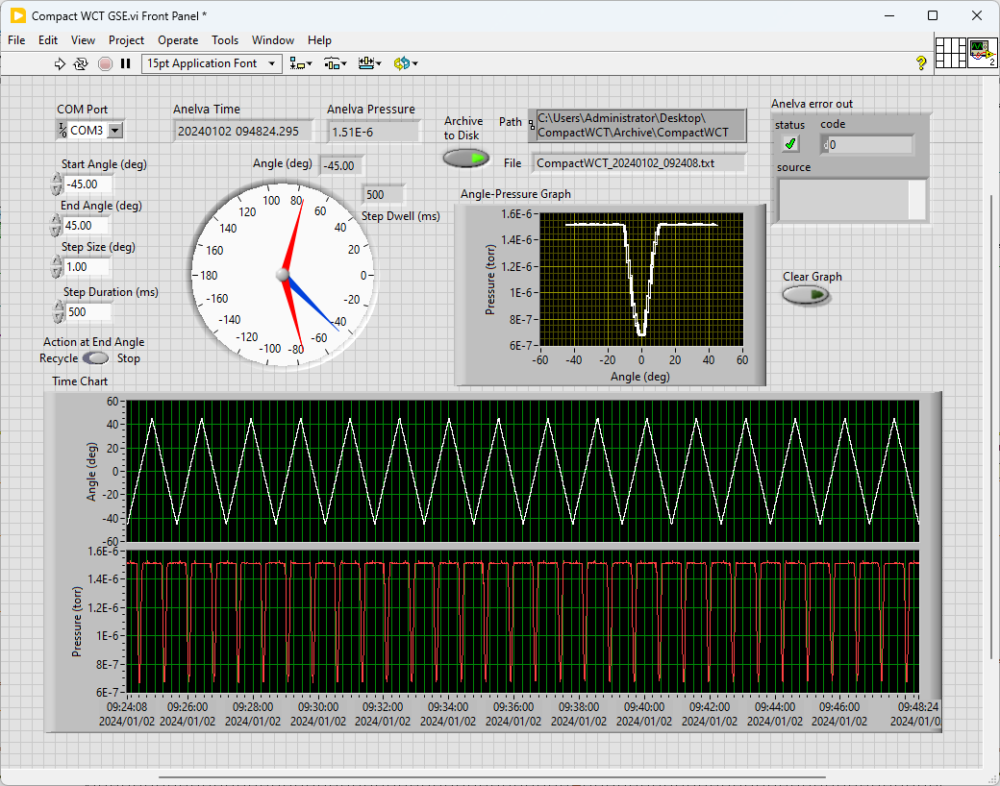 Compact WCT GSE.vi Front Panel *
File Edit View Project Operate Tools Window Help
15pt Application Font
?
2
COM Port
COM3
Anelva Time
20240102 094824.295
Anelva Pressure
1.51E-6
Archive
to Disk
Path
C:\Users\Administrator\Desktop\
CompactWCT\Archive\CompactWCT
File
CompactWCT_20240102_092408.txt
Anelva error out
status
code
0
source
Start Angle (deg)
-45.00
End Angle (deg)
45.00
Step Size (deg)
1.00
Step Duration (ms)
500
Action at End Angle
Recycle Stop
Angle (deg)
-45.00
500
Step Dwell (ms)
180
160
140
120
100
80
60
40
20
0
-20
-40
-60
-80
-100
-120
-140
-160
-180
Angle-Pressure Graph
Pressure (torr)
1.6E-6
1.4E-6
1.2E-6
1E-6
8E-7
6E-7
-60 -40 -20 0 20 40 60
Angle (deg)
Clear Graph
Time Chart
Angle (deg)
60
40
20
0
-20
-40
-60
Pressure (torr)
1.6E-6
1.4E-6
1.2E-6
1E-6
8E-7
6E-7
09:24:08 09:26:00 09:28:00 09:30:00 09:32:00 09:34:00 09:36:00 09:38:00 09:40:00 09:42:00 09:44:00 09:46:00 09:48:24
2024/01/02 2024/01/02 2024/01/02 2024/01/02 2024/01/02 2024/01/02 2024/01/02 2024/01/02 2024/01/02 2024/01/02 2024/01/02 2024/01/02 2024/01/0